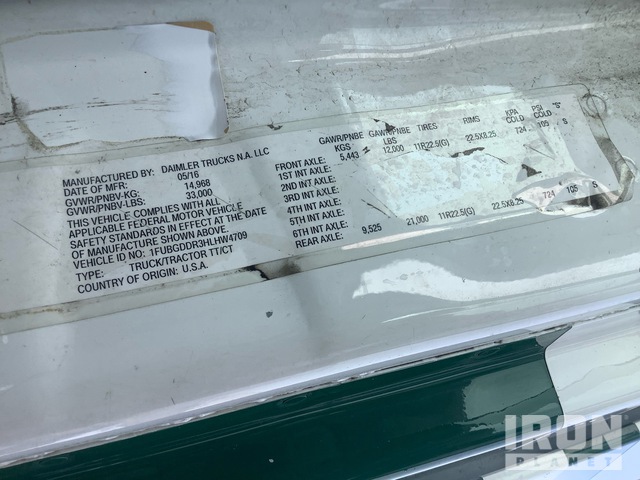 MANUFACTURED BY: DAIMLER TRUCKS N.A. LLC
DATE OF MFR: 05/16
GVWR/PNBV-KG: 14,968
GVWR/PNBV-LBS: 33,000
THIS VEHICLE COMPLIES WITH ALL
APPLICABLE FEDERAL MOTOR VEHICLE
SAFETY STANDARDS IN EFFECT ON THE DATE
OF MANUFACTURE SHOWN ABOVE.
VEHICLE ID NO.: 1FUBGDDR3HLHW4709
TYPE: TRUCK/TRACTOR TT/CT
COUNTRY OF ORIGIN: U.S.A.
GAWR/PNBE GAWR/PNBE TIRES RIMS KPA PSI "S"
KGS LBS COLD COLD
FRONT AXLE: 5,443 12,000 11R22.5(G) 22.5X8.25 724 105 S
1ST INT AXLE:
2ND INT AXLE:
3RD INT AXLE:
4TH INT AXLE:
5TH INT AXLE:
6TH INT AXLE:
REAR AXLE: 9,525 21,000 11R22.5(G) 22.5X8.25 724 105 S
IRON
PLANET